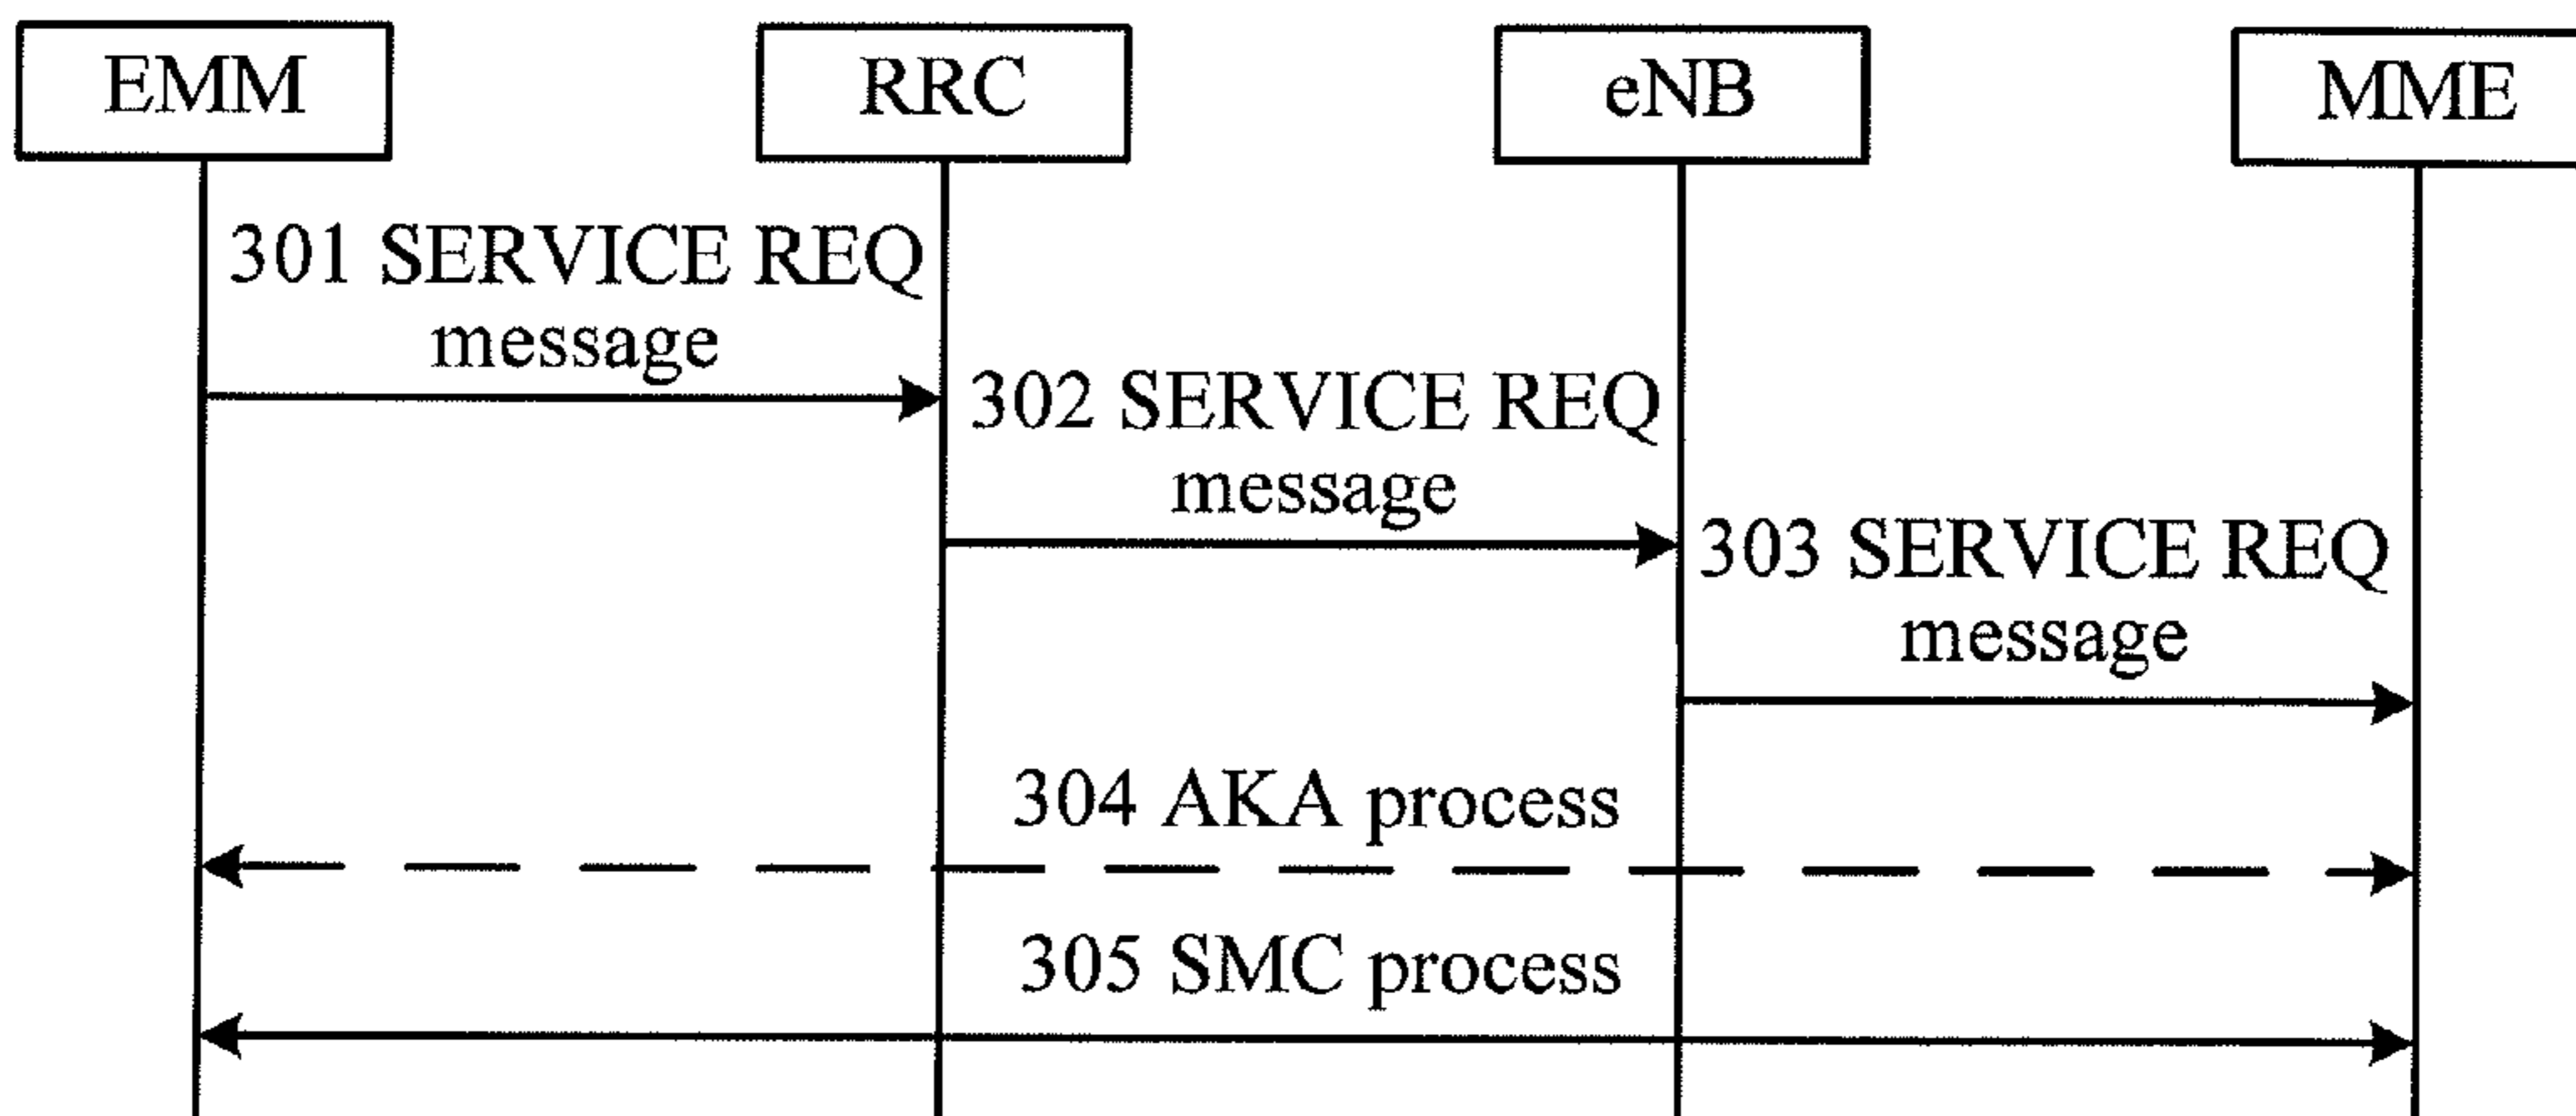 EMM
RRC
eNB
MME
301 SERVICE REQ
message
302 SERVICE REQ
message
303 SERVICE REQ
message
304 AKA process
305 SMC process